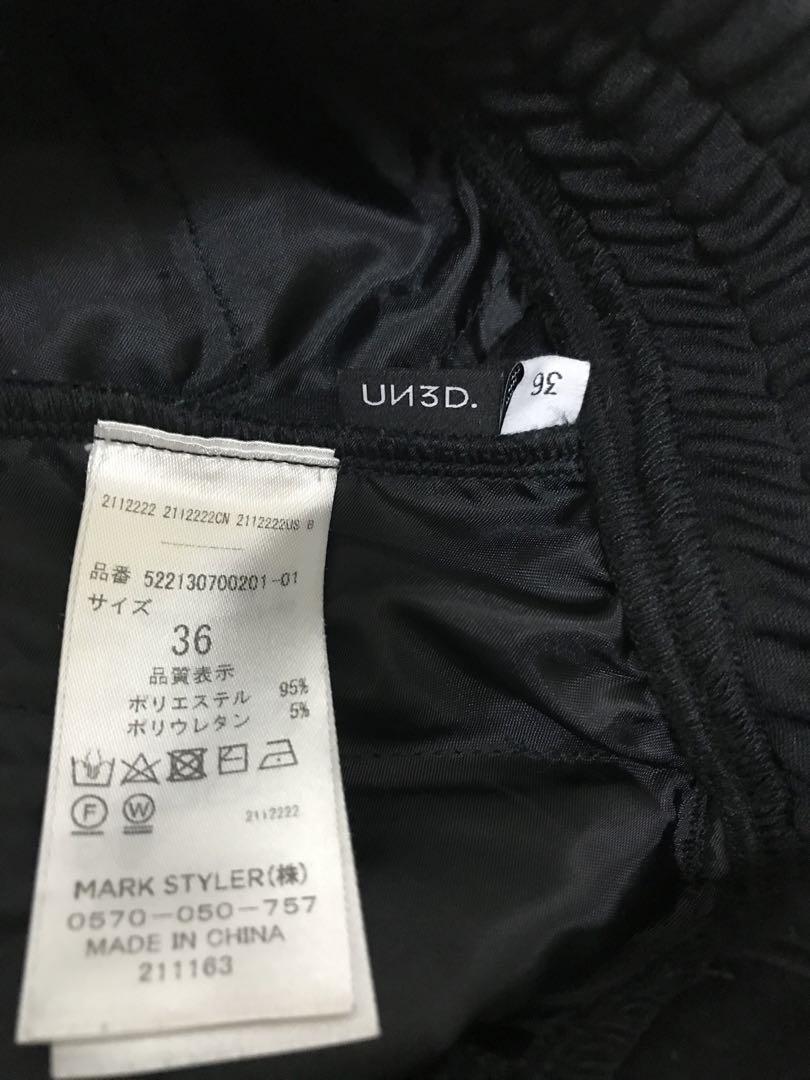 UN3D.
36
2112222 2112222CN 2112222US B
品番 522130700201-01
サイズ
36
品質表示
ポリエステル 95%
ポリウレタン 5%
F W
2112222
MARK STYLER(株)
0570-050-757
MADE IN CHINA
211163